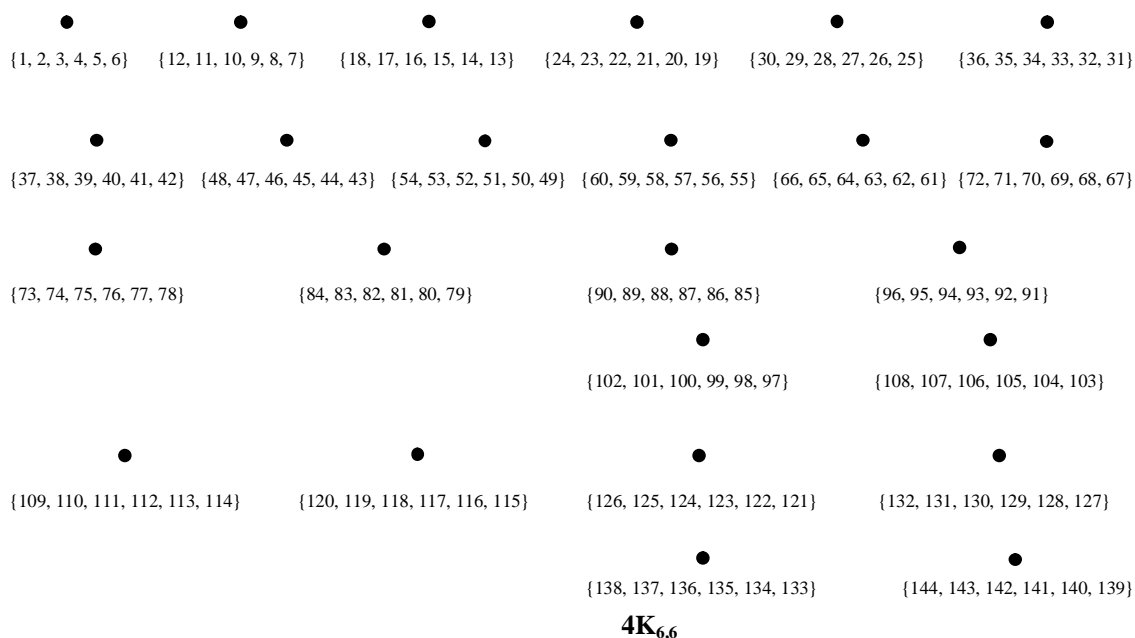 {1, 2, 3, 4, 5, 6} {12, 11, 10, 9, 8, 7} {18, 17, 16, 15, 14, 13} {24, 23, 22, 21, 20, 19} {30, 29, 28, 27, 26, 25} {36, 35, 34, 33, 32, 31}
{37, 38, 39, 40, 41, 42} {48, 47, 46, 45, 44, 43} {54, 53, 52, 51, 50, 49} {60, 59, 58, 57, 56, 55} {66, 65, 64, 63, 62, 61} {72, 71, 70, 69, 68, 67}
{73, 74, 75, 76, 77, 78} {84, 83, 82, 81, 80, 79} {90, 89, 88, 87, 86, 85} {96, 95, 94, 93, 92, 91}
{102, 101, 100, 99, 98, 97} {108, 107, 106, 105, 104, 103}
{109, 110, 111, 112, 113, 114} {120, 119, 118, 117, 116, 115} {126, 125, 124, 123, 122, 121} {132, 131, 130, 129, 128, 127}
{138, 137, 136, 135, 134, 133} {144, 143, 142, 141, 140, 139}
4K6,6